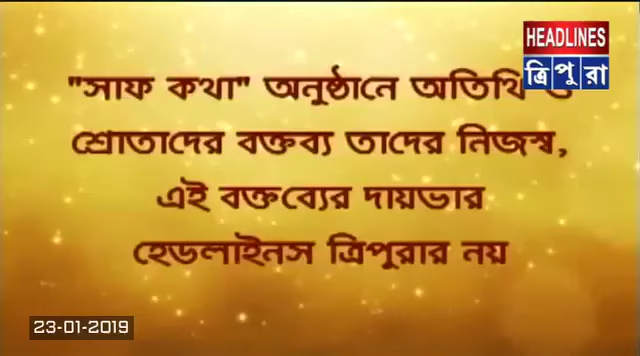 HEADLINES
ত্রিপুরা
"সাফ কথা" অনুষ্ঠানে অতিথি
শ্রোতাদের বক্তব্য তাদের নিজস্ব,
এই বক্তব্যের দায়ভার
হেডলাইনস ত্রিপুরার নয়
23-01-2019